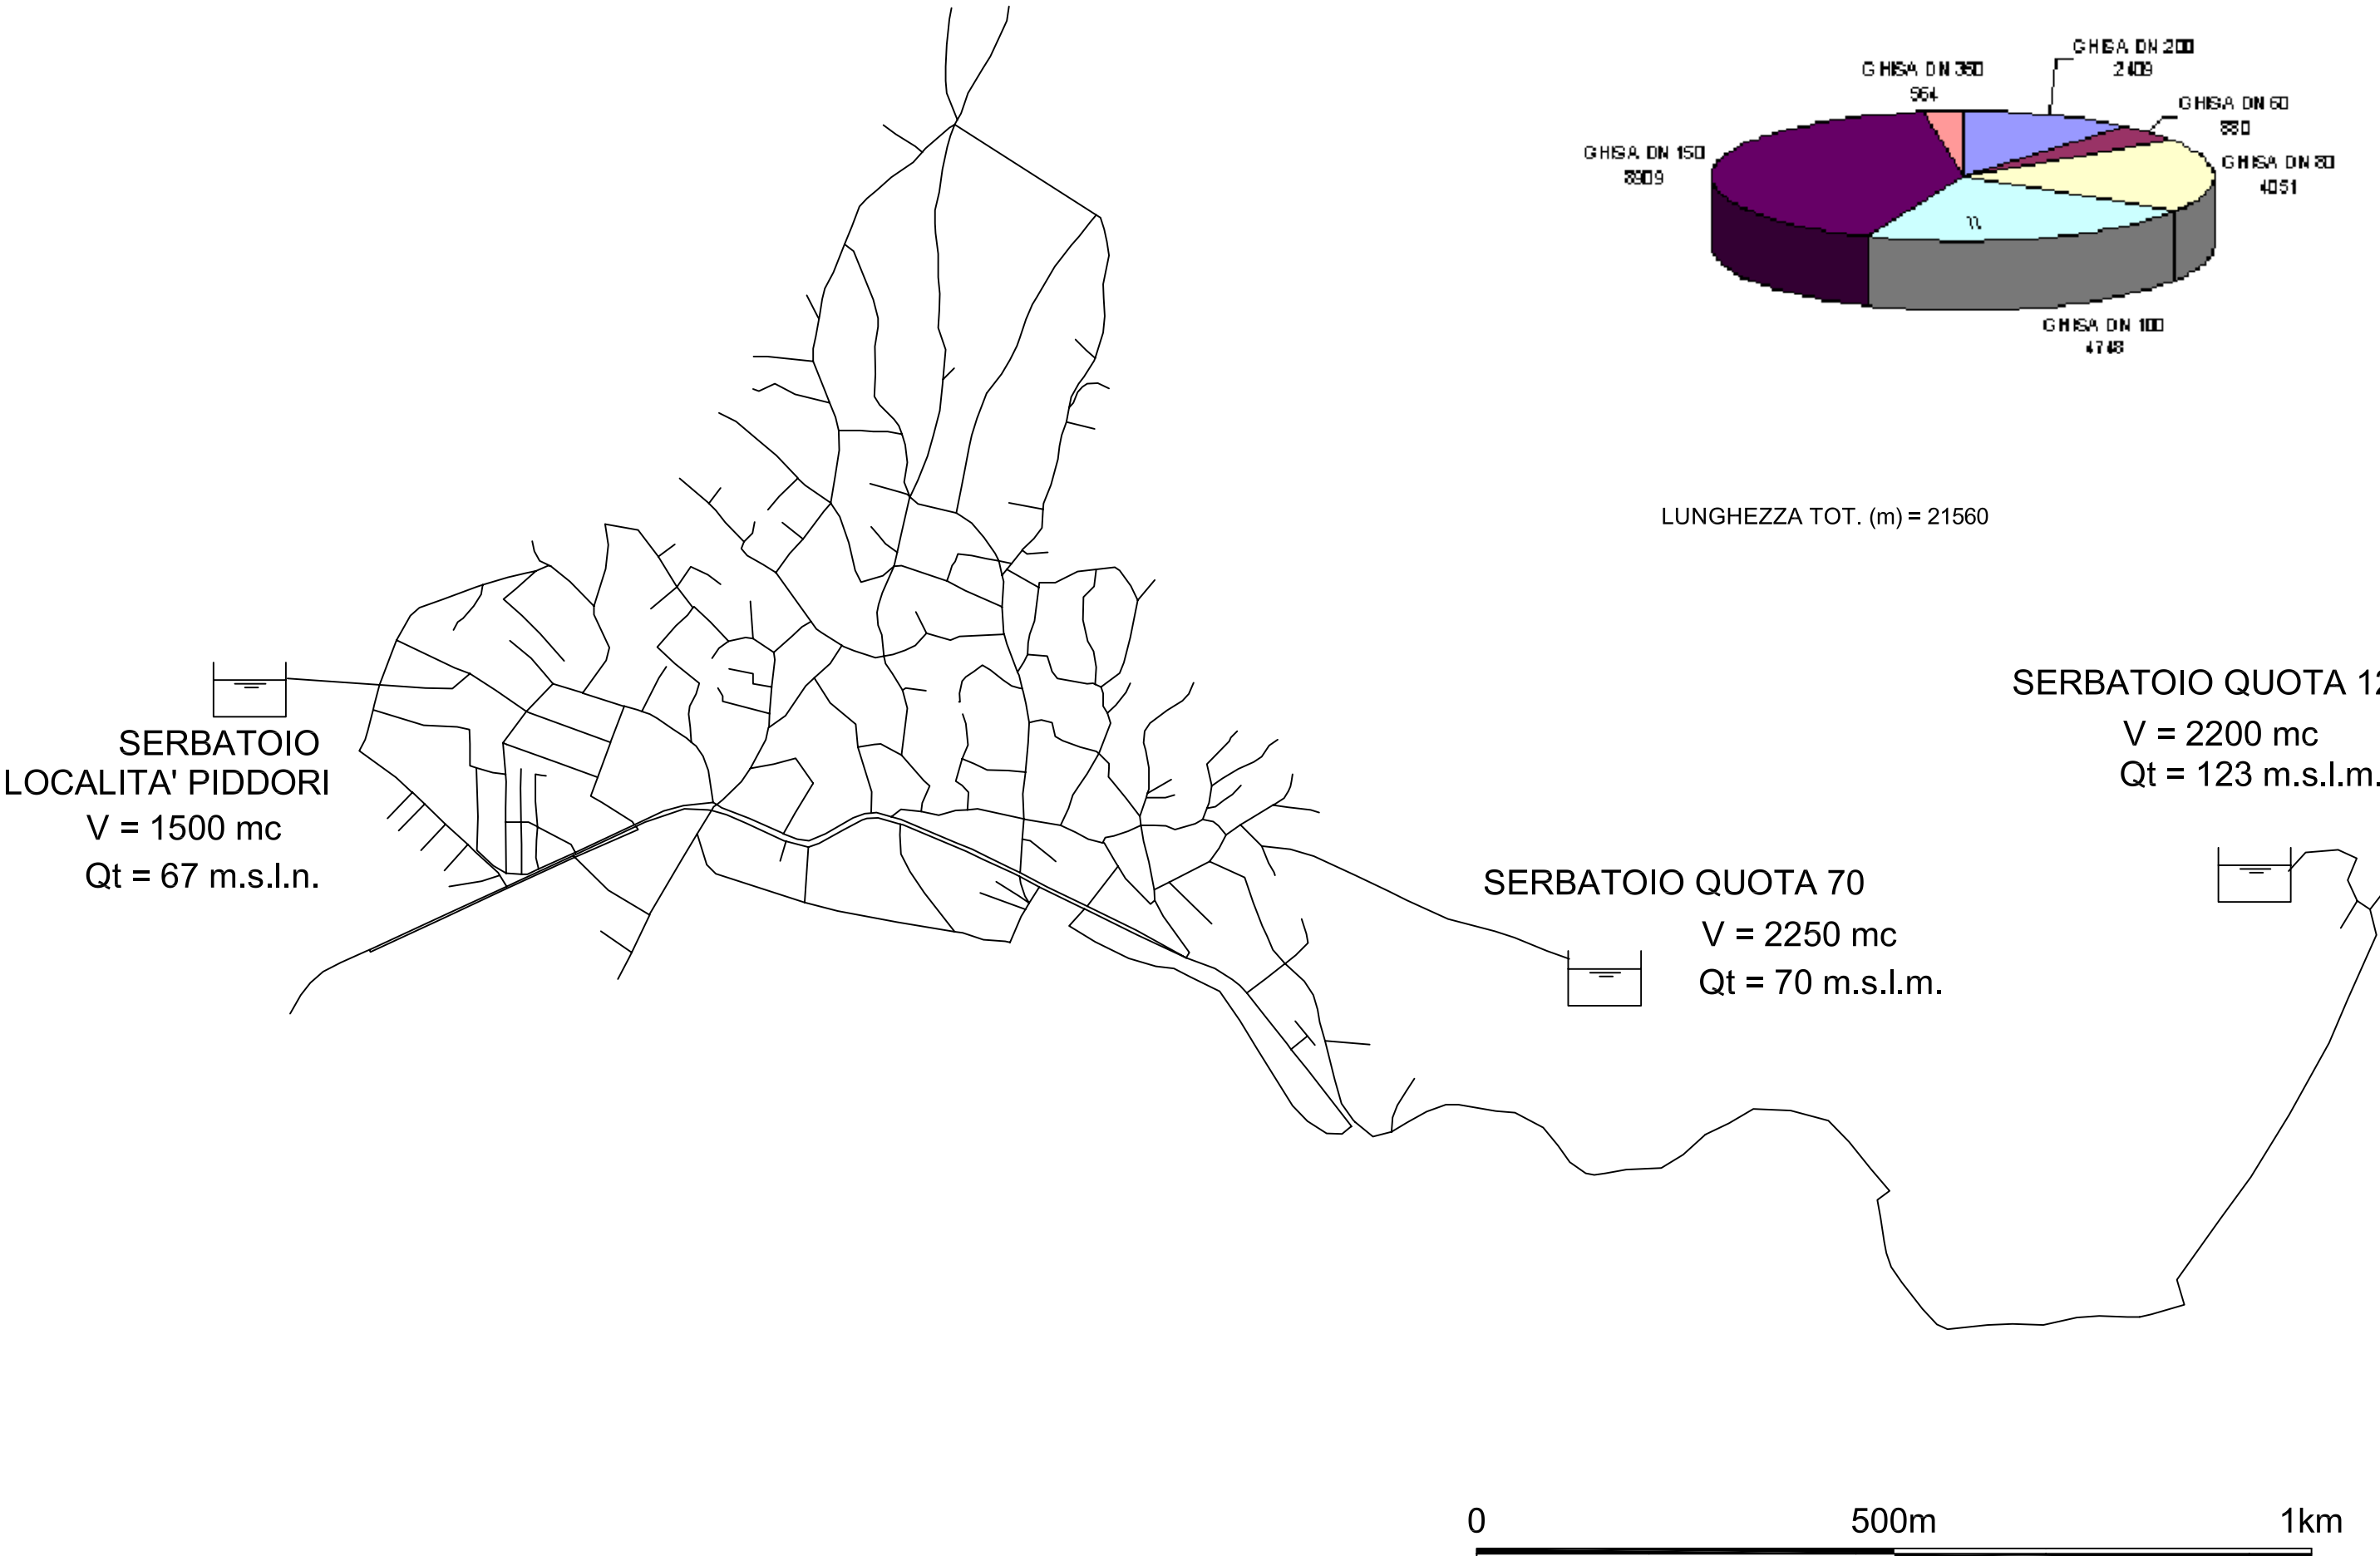 GHISA DN 200
2409
GHISA DN 350
564
GHISA DN 60
880
GHISA DN 150
8909
GHISA DN 80
4051
GHISA DN 100
4748
LUNGHEZZA TOT. (m) = 21560
SERBATOIO
LOCALITA' PIDDORI
V = 1500 mc
Qt = 67 m.s.l.n.
SERBATOIO QUOTA 12
V = 2200 mc
Qt = 123 m.s.l.m.
SERBATOIO QUOTA 70
V = 2250 mc
Qt = 70 m.s.l.m.
0 500m 1km